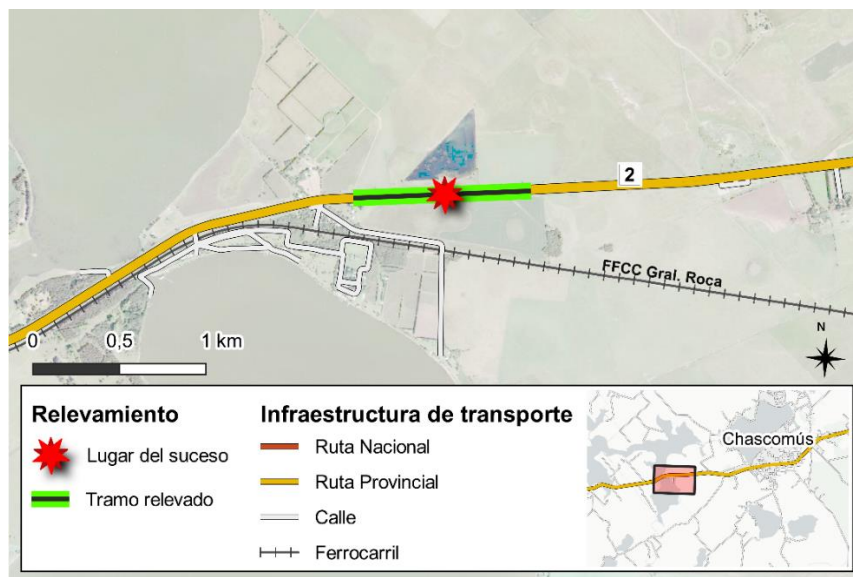 2
FFCC Gral. Roca
0 0,5 1 km
N
Relevamiento
Lugar del suceso
Tramo relevado
Infraestructura de transporte
Ruta Nacional
Ruta Provincial
Calle
Ferrocarril
Chascomús